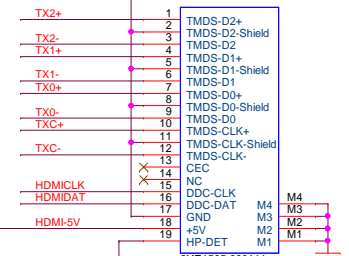 TX2+ 1 TMDS-D2+
2 TMDS-D2-Shield
TX2- 3 TMDS-D2
TX1+ 4 TMDS-D1+
5 TMDS-D1-Shield
TX1- 6 TMDS-D1
TX0+ 7 TMDS-D0+
8 TMDS-D0-Shield
TX0- 9 TMDS-D0
TXC+ 10 TMDS-CLK+
11 TMDS-CLK-Shield
TXC- 12 TMDS-CLK-
13 CEC
14 NC
HDMICLK 15 DDC-CLK
HDMIDAT 16 DDC-DAT M4 M4
17 GND M3 M3
HDMI-5V 18 +5V M2 M2
19 HP-DET M1 M1